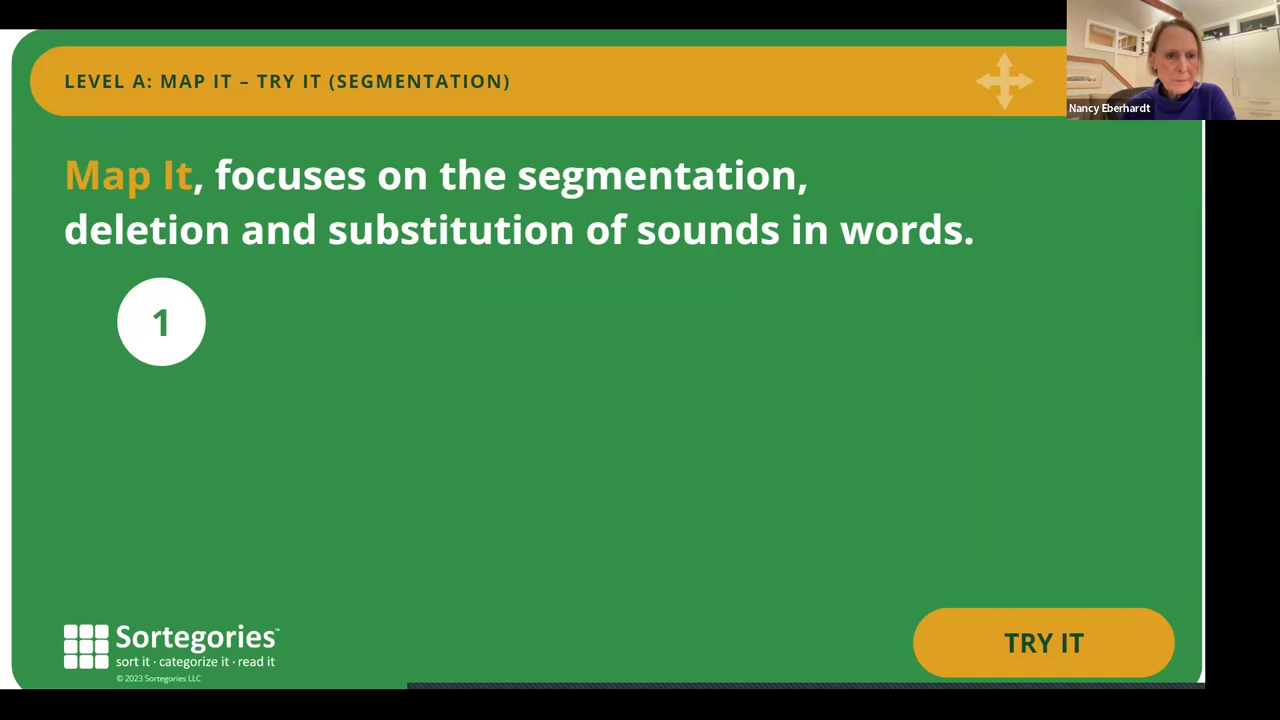 LEVEL A: MAP IT – TRY IT (SEGMENTATION)
Nancy Eberhardt
Map It, focuses on the segmentation,
deletion and substitution of sounds in words.
1
Sortegories™
sort it · categorize it · read it
© 2023 Sortegories LLC
TRY IT